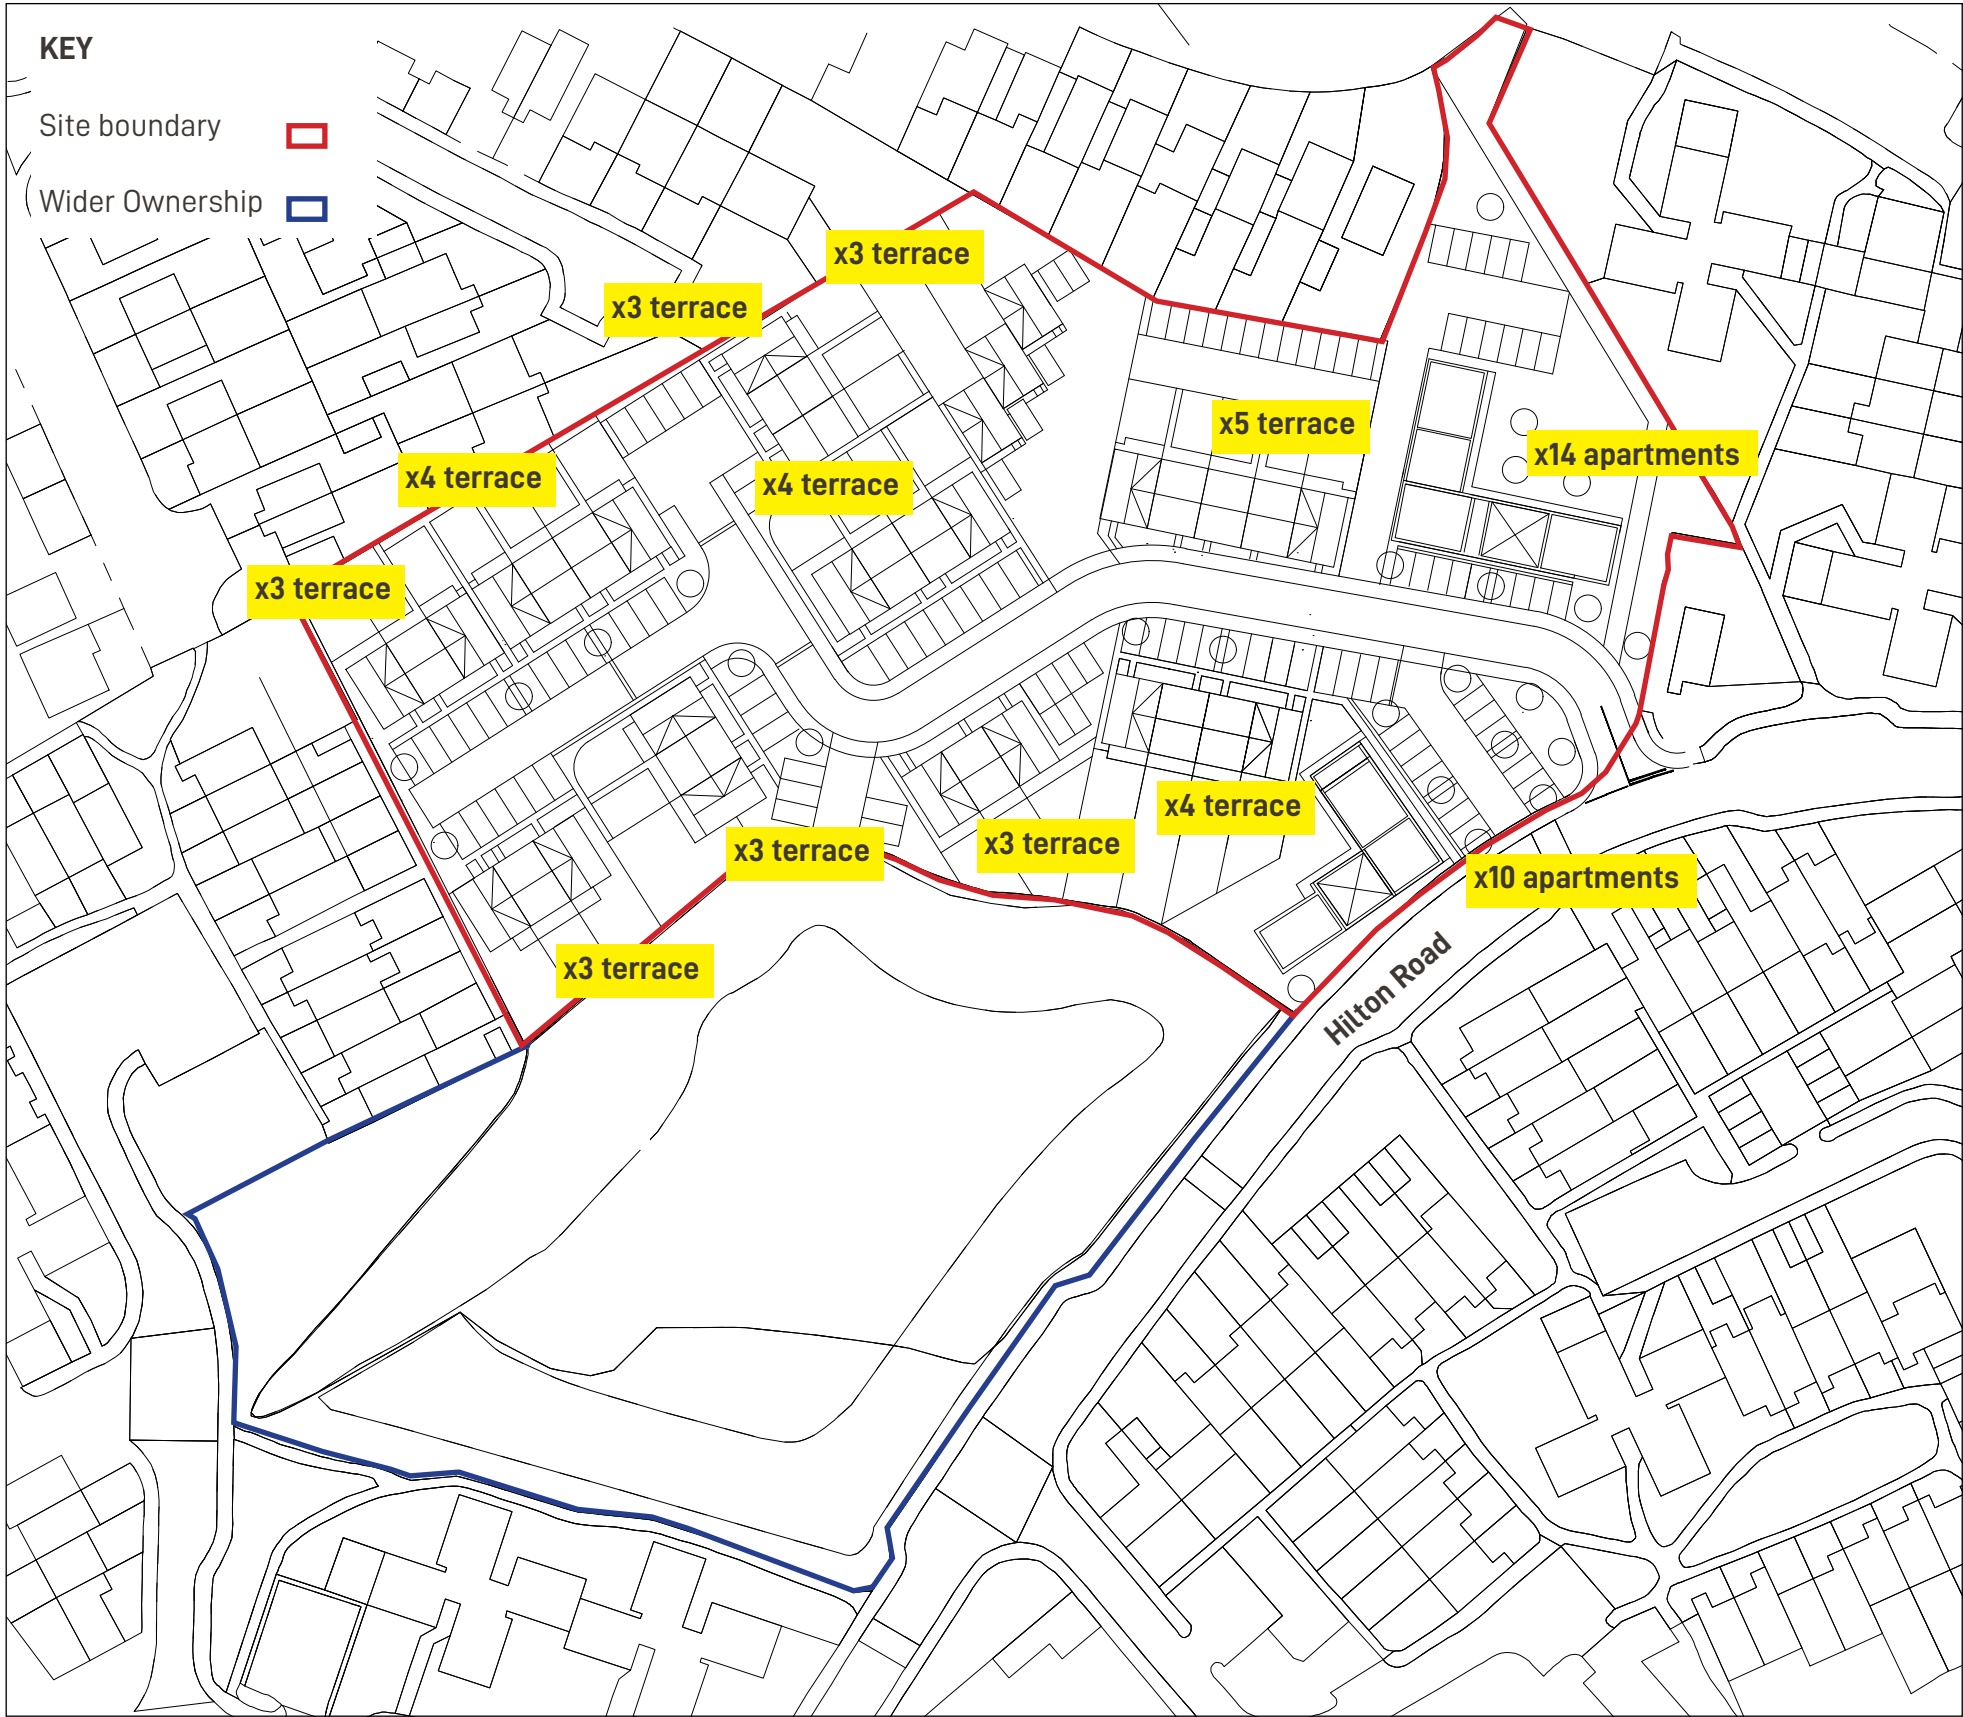 KEY
Site boundary
Wider Ownership
x3 terrace
x3 terrace
x5 terrace
x14 apartments
x4 terrace
x4 terrace
x3 terrace
x4 terrace
x3 terrace
x3 terrace
x10 apartments
x3 terrace
Hilton Road